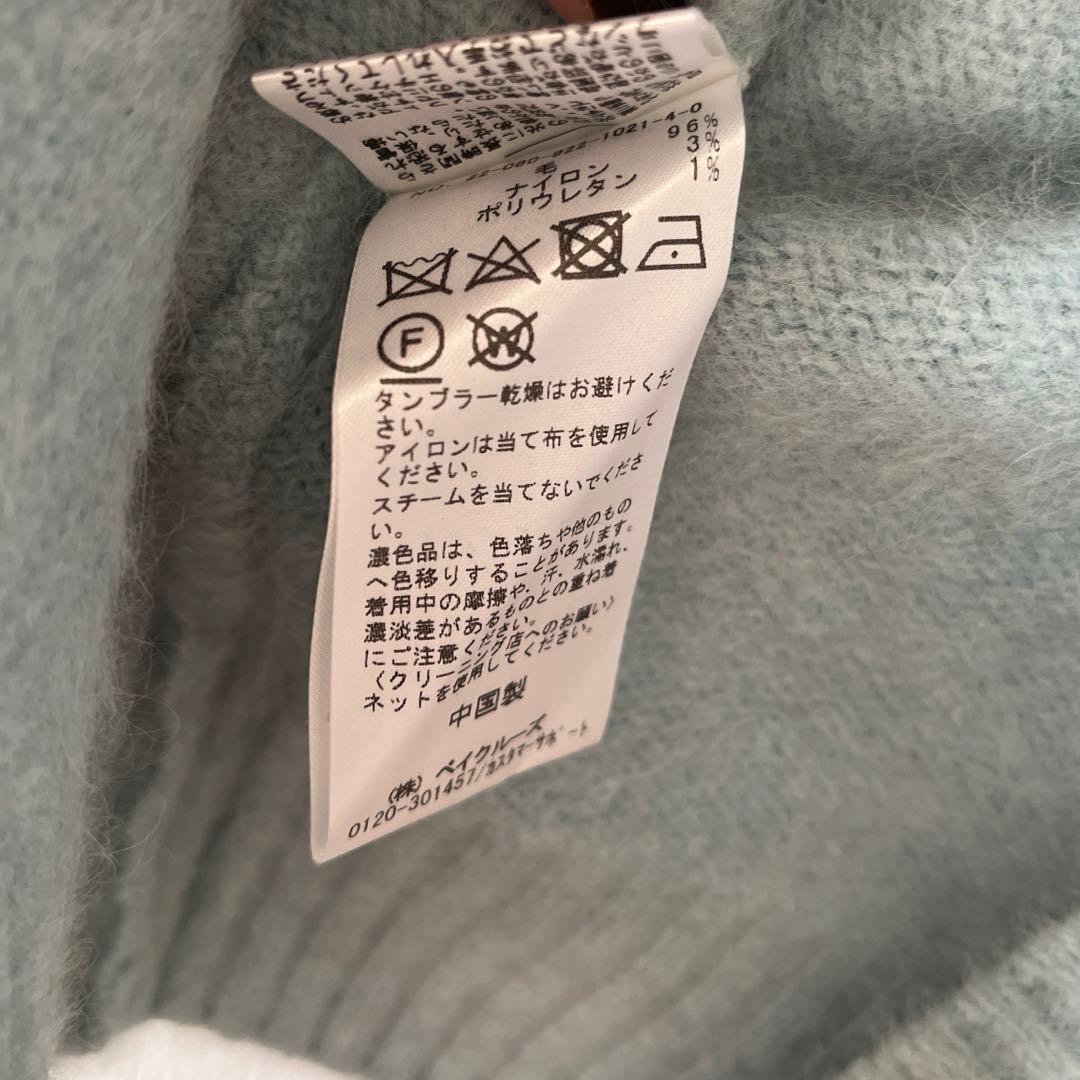 NO. 22-080-922-1021-4-0
毛 96%
ナイロン 3%
ポリウレタン 1%
F
W
タンブラー乾燥はお避けくだ
さい。
アイロンは当て布を使用して
ください。
スチームを当てないでくださ
い。
濃色品は、色落ちや他のもの
へ色移りすることがあります。
着用中の摩擦や、汗、水濡れ、
濃淡差があるものとの重ね着
にご注意ください。
（クリーニング店へのお願い）
ネットを使用してください。
中国製
（株）ベイクルーズ
0120-301457/カスタマーサポート